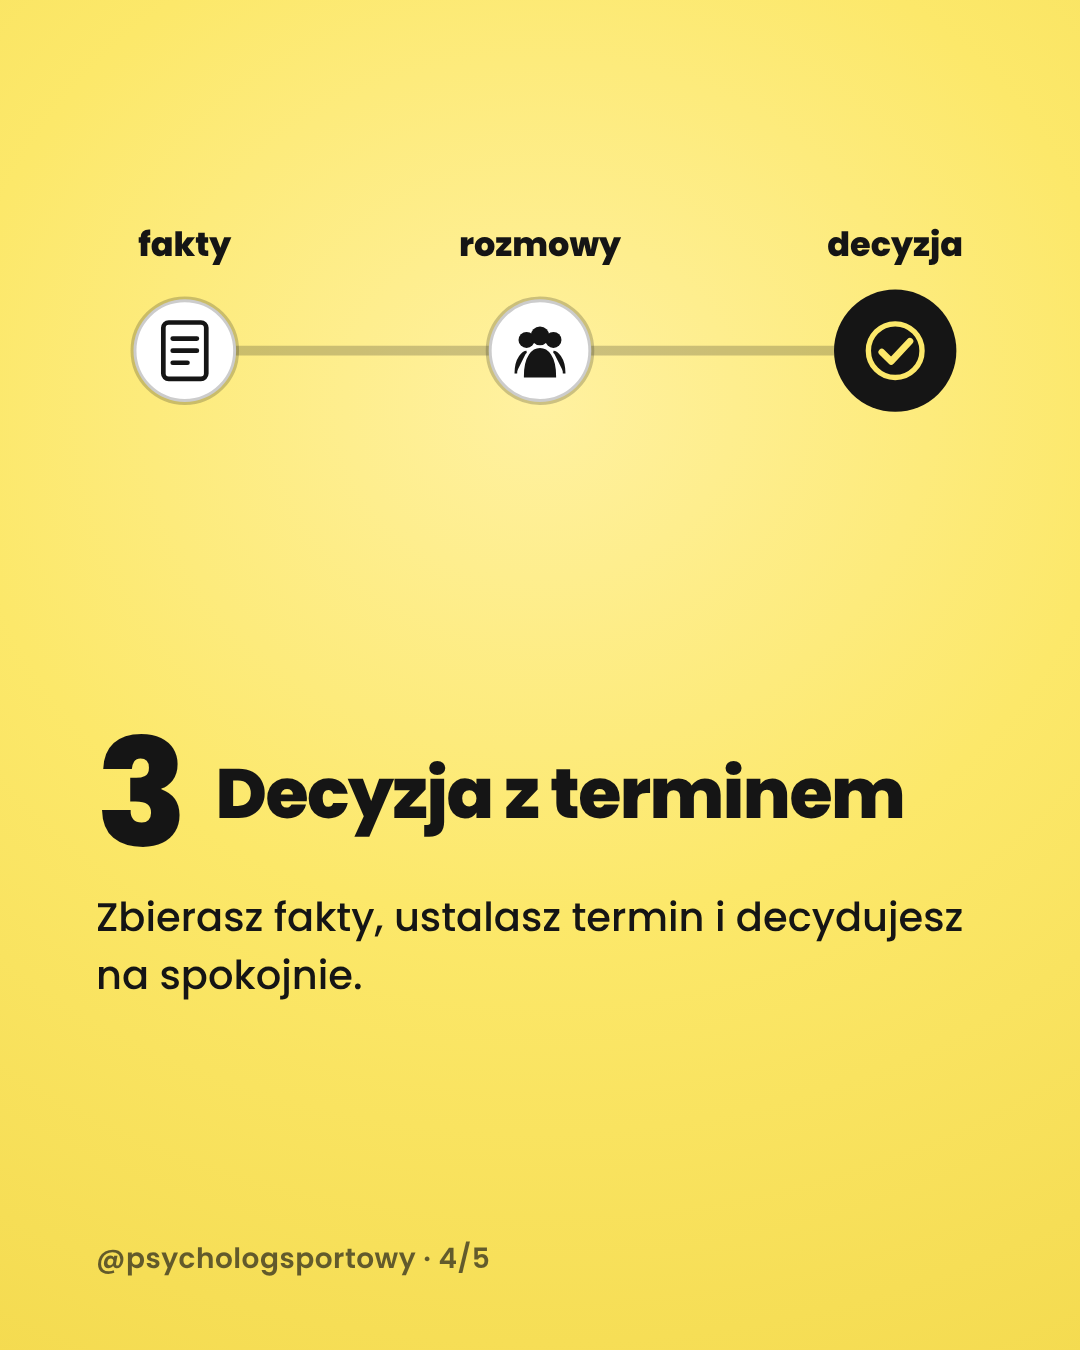 fakty rozmowy decyzja
3 Decyzja z terminem
Zbierasz fakty, ustalasz termin i decydujesz
na spokojnie.
@psychologsportowy · 4/5